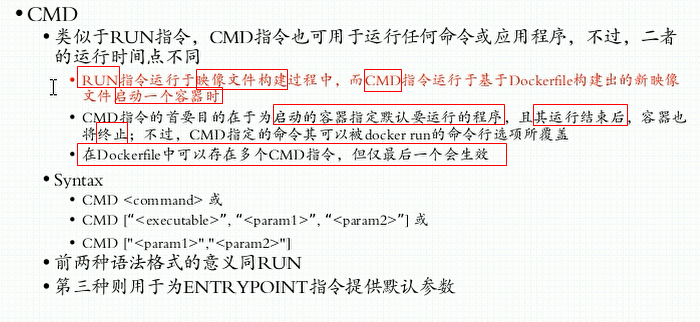 • CMD
• 类似于RUN指令，CMD指令也可用于运行任何命令或应用程序，不过，二者
的运行时间点不同
• RUN指令运行于映像文件构建过程中，而CMD指令运行于基于Dockerfile构建出的新映像
文件启动一个容器时
• CMD指令的首要目的在于为启动的容器指定默认要运行的程序，且其运行结束后，容器也
将终止；不过，CMD指定的命令其可以被docker run的命令行选项所覆盖
• 在Dockerfile中可以存在多个CMD指令，但仅最后一个会生效
• Syntax
• CMD <command> 或
• CMD [“<executable>”, “<param1>”, “<param2>”] 或
• CMD ["<param1>","<param2>"]
• 前两种语法格式的意义同RUN
• 第三种则用于为ENTRYPOINT指令提供默认参数